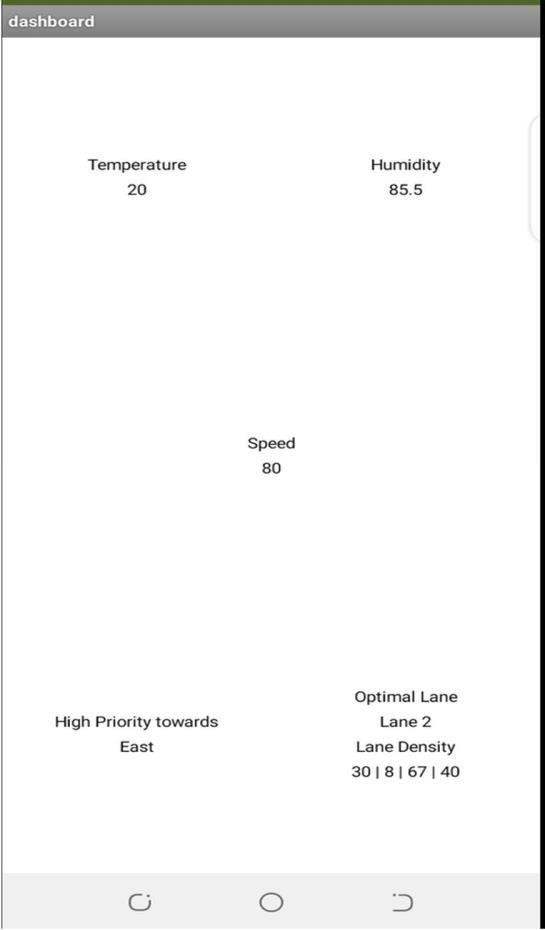 dashboard
Temperature
20
Humidity
85.5
Speed
80
High Priority towards
East
Optimal Lane
Lane 2
Lane Density
30 | 8 | 67 | 40